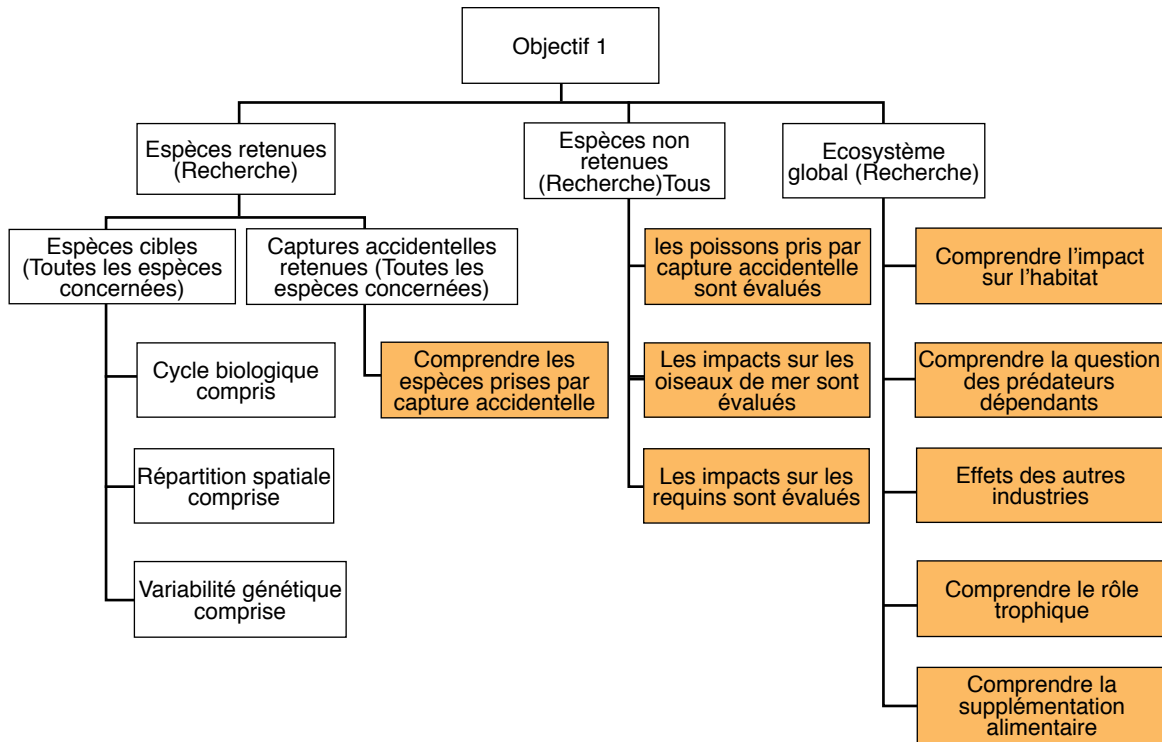 Objectif 1
Espèces retenues
(Recherche)
Espèces non
retenues
(Recherche)Tous
Ecosystème
global (Recherche)
Espèces cibles
(Toutes les espèces
concernées)
Captures accidentelles
retenues (Toutes les
espèces concernées)
les poissons pris par
capture accidentelle
sont évalués
Comprendre l’impact
sur l’habitat
Cycle biologique
compris
Comprendre les
espèces prises par
capture accidentelle
Les impacts sur les
oiseaux de mer sont
évalués
Comprendre la question
des prédateurs
dépendants
Répartition spatiale
comprise
Les impacts sur les
requins sont évalués
Effets des autres
industries
Variabilité génétique
comprise
Comprendre le rôle
trophique
Comprendre la
supplémentation
alimentaire